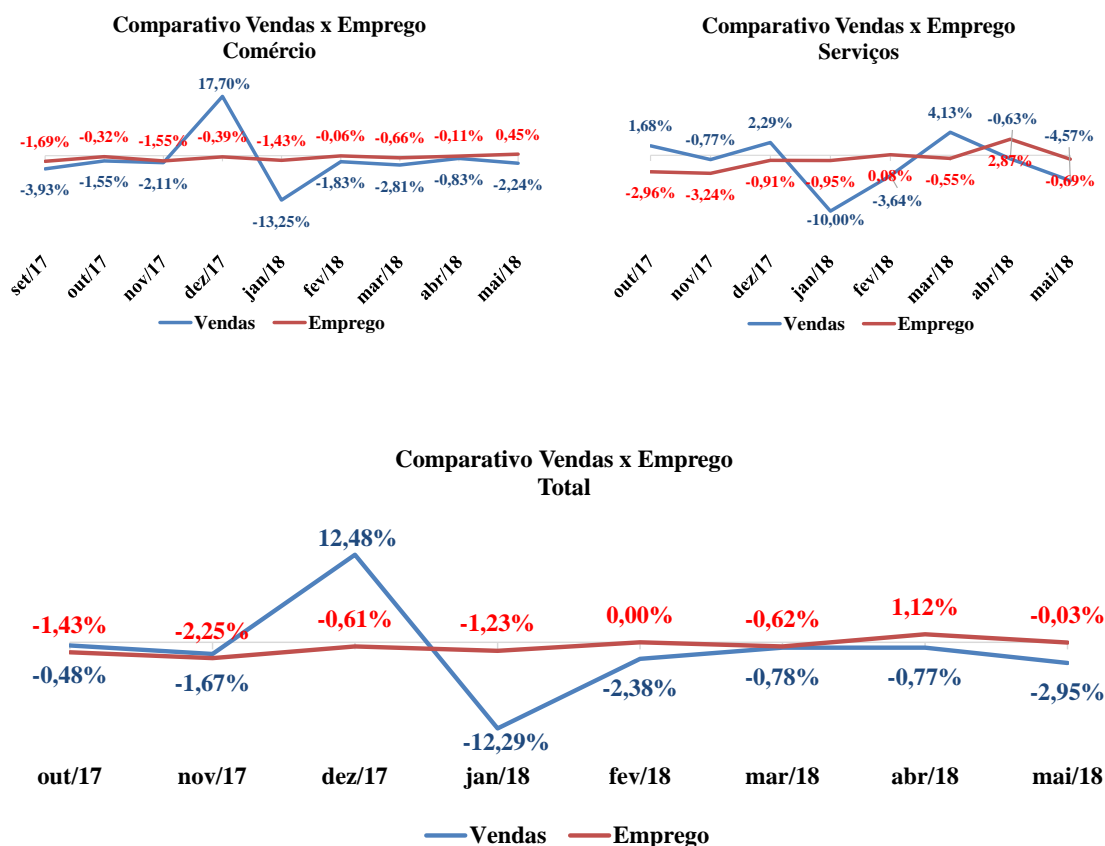 Comparativo Vendas x Emprego
Comércio
17,70%
-1,69% -0,32% -1,55% -0,39% -1,43% -0,06% -0,66% -0,11% 0,45%
-3,93% -1,55% -2,11% -13,25% -1,83% -2,81% -0,83% -2,24%
set/17 out/17 nov/17 dez/17 jan/18 fev/18 mar/18 abr/18 mai/18
Vendas Emprego
Comparativo Vendas x Emprego
Serviços
1,68% -0,77% 2,29% -10,00% -3,64% 4,13% -0,63% -4,57%
-2,96% -3,24% -0,91% -0,95% 0,08% -0,55% 2,87% -0,69%
out/17 nov/17 dez/17 jan/18 fev/18 mar/18 abr/18 mai/18
Vendas Emprego
Comparativo Vendas x Emprego
Total
12,48%
-1,43% -2,25% -0,61% -1,23% 0,00% -0,62% 1,12% -0,03%
-0,48% -1,67% -12,29% -2,38% -0,78% -0,77% -2,95%
out/17 nov/17 dez/17 jan/18 fev/18 mar/18 abr/18 mai/18
Vendas Emprego